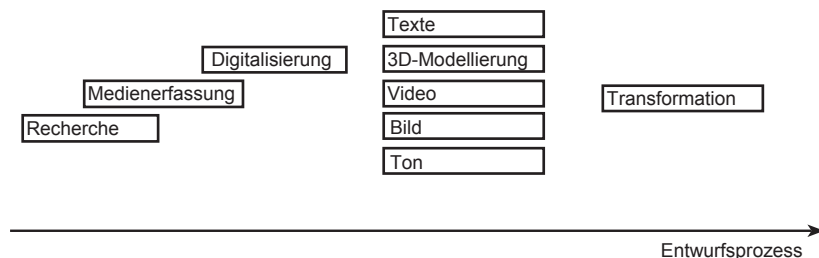 Texte
Digitalisierung
3D-Modellierung
Medienerfassung
Video
Transformation
Recherche
Bild
Ton
Entwurfsprozess